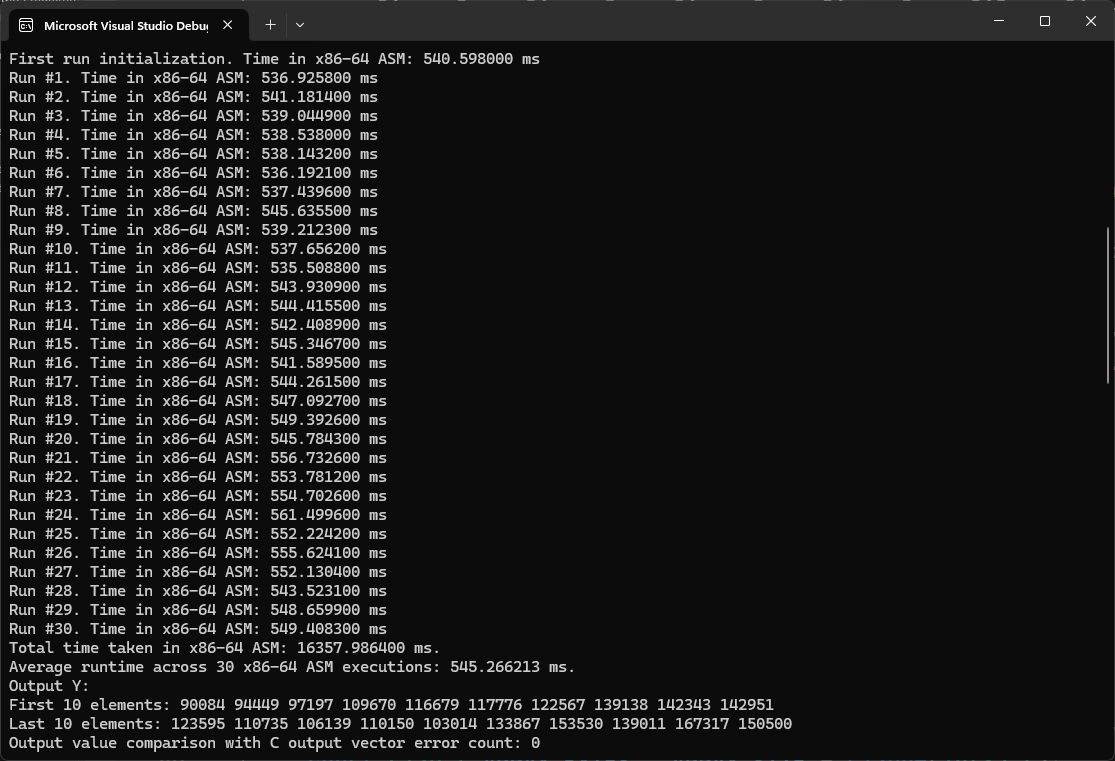 Microsoft Visual Studio Debug
First run initialization. Time in x86-64 ASM: 540.598000 ms
Run #1. Time in x86-64 ASM: 536.925800 ms
Run #2. Time in x86-64 ASM: 541.181400 ms
Run #3. Time in x86-64 ASM: 539.044900 ms
Run #4. Time in x86-64 ASM: 538.538000 ms
Run #5. Time in x86-64 ASM: 538.143200 ms
Run #6. Time in x86-64 ASM: 536.192100 ms
Run #7. Time in x86-64 ASM: 537.439600 ms
Run #8. Time in x86-64 ASM: 545.635500 ms
Run #9. Time in x86-64 ASM: 539.212300 ms
Run #10. Time in x86-64 ASM: 537.656200 ms
Run #11. Time in x86-64 ASM: 535.508800 ms
Run #12. Time in x86-64 ASM: 543.930900 ms
Run #13. Time in x86-64 ASM: 544.415500 ms
Run #14. Time in x86-64 ASM: 542.408900 ms
Run #15. Time in x86-64 ASM: 545.346700 ms
Run #16. Time in x86-64 ASM: 541.589500 ms
Run #17. Time in x86-64 ASM: 544.261500 ms
Run #18. Time in x86-64 ASM: 547.092700 ms
Run #19. Time in x86-64 ASM: 549.392600 ms
Run #20. Time in x86-64 ASM: 545.784300 ms
Run #21. Time in x86-64 ASM: 556.732600 ms
Run #22. Time in x86-64 ASM: 553.781200 ms
Run #23. Time in x86-64 ASM: 554.702600 ms
Run #24. Time in x86-64 ASM: 561.499600 ms
Run #25. Time in x86-64 ASM: 552.224200 ms
Run #26. Time in x86-64 ASM: 555.624100 ms
Run #27. Time in x86-64 ASM: 552.130400 ms
Run #28. Time in x86-64 ASM: 543.523100 ms
Run #29. Time in x86-64 ASM: 548.659900 ms
Run #30. Time in x86-64 ASM: 549.408300 ms
Total time taken in x86-64 ASM: 16357.986400 ms.
Average runtime across 30 x86-64 ASM executions: 545.266213 ms.
Output Y:
First 10 elements: 90084 94449 97197 109670 116679 117776 122567 139138 142343 142951
Last 10 elements: 123595 110735 106139 110150 103014 133867 153530 139011 167317 150500
Output value comparison with C output vector error count: 0